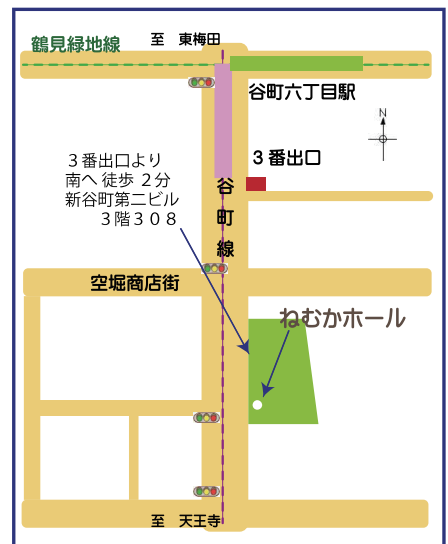 鶴見緑地線
至 東梅田
谷町六丁目駅
N
3番出口
3番出口より
南へ徒歩 2分
新谷町第二ビル
3階308
谷町線
空堀商店街
ねむかホール
至 天王寺